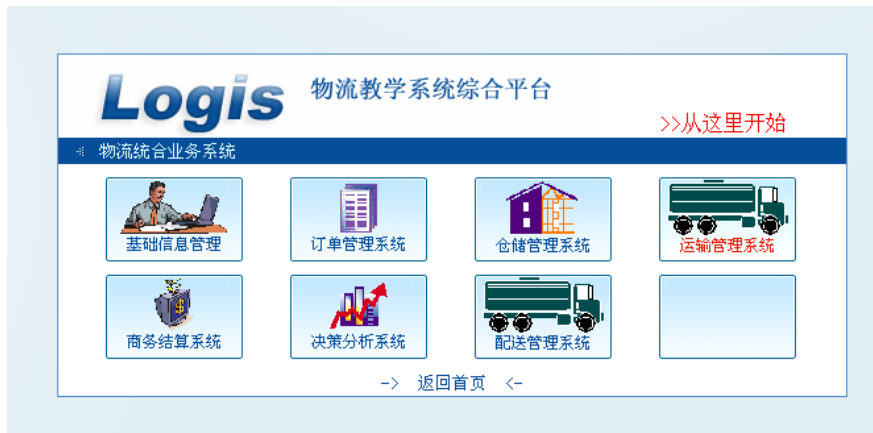 Logis 物流教学系统综合平台
>>从这里开始
物流统合业务系统
基础信息管理 订单管理系统 仓储管理系统 运输管理系统
商务结算系统 决策分析系统 配送管理系统
-> 返回首页 <-